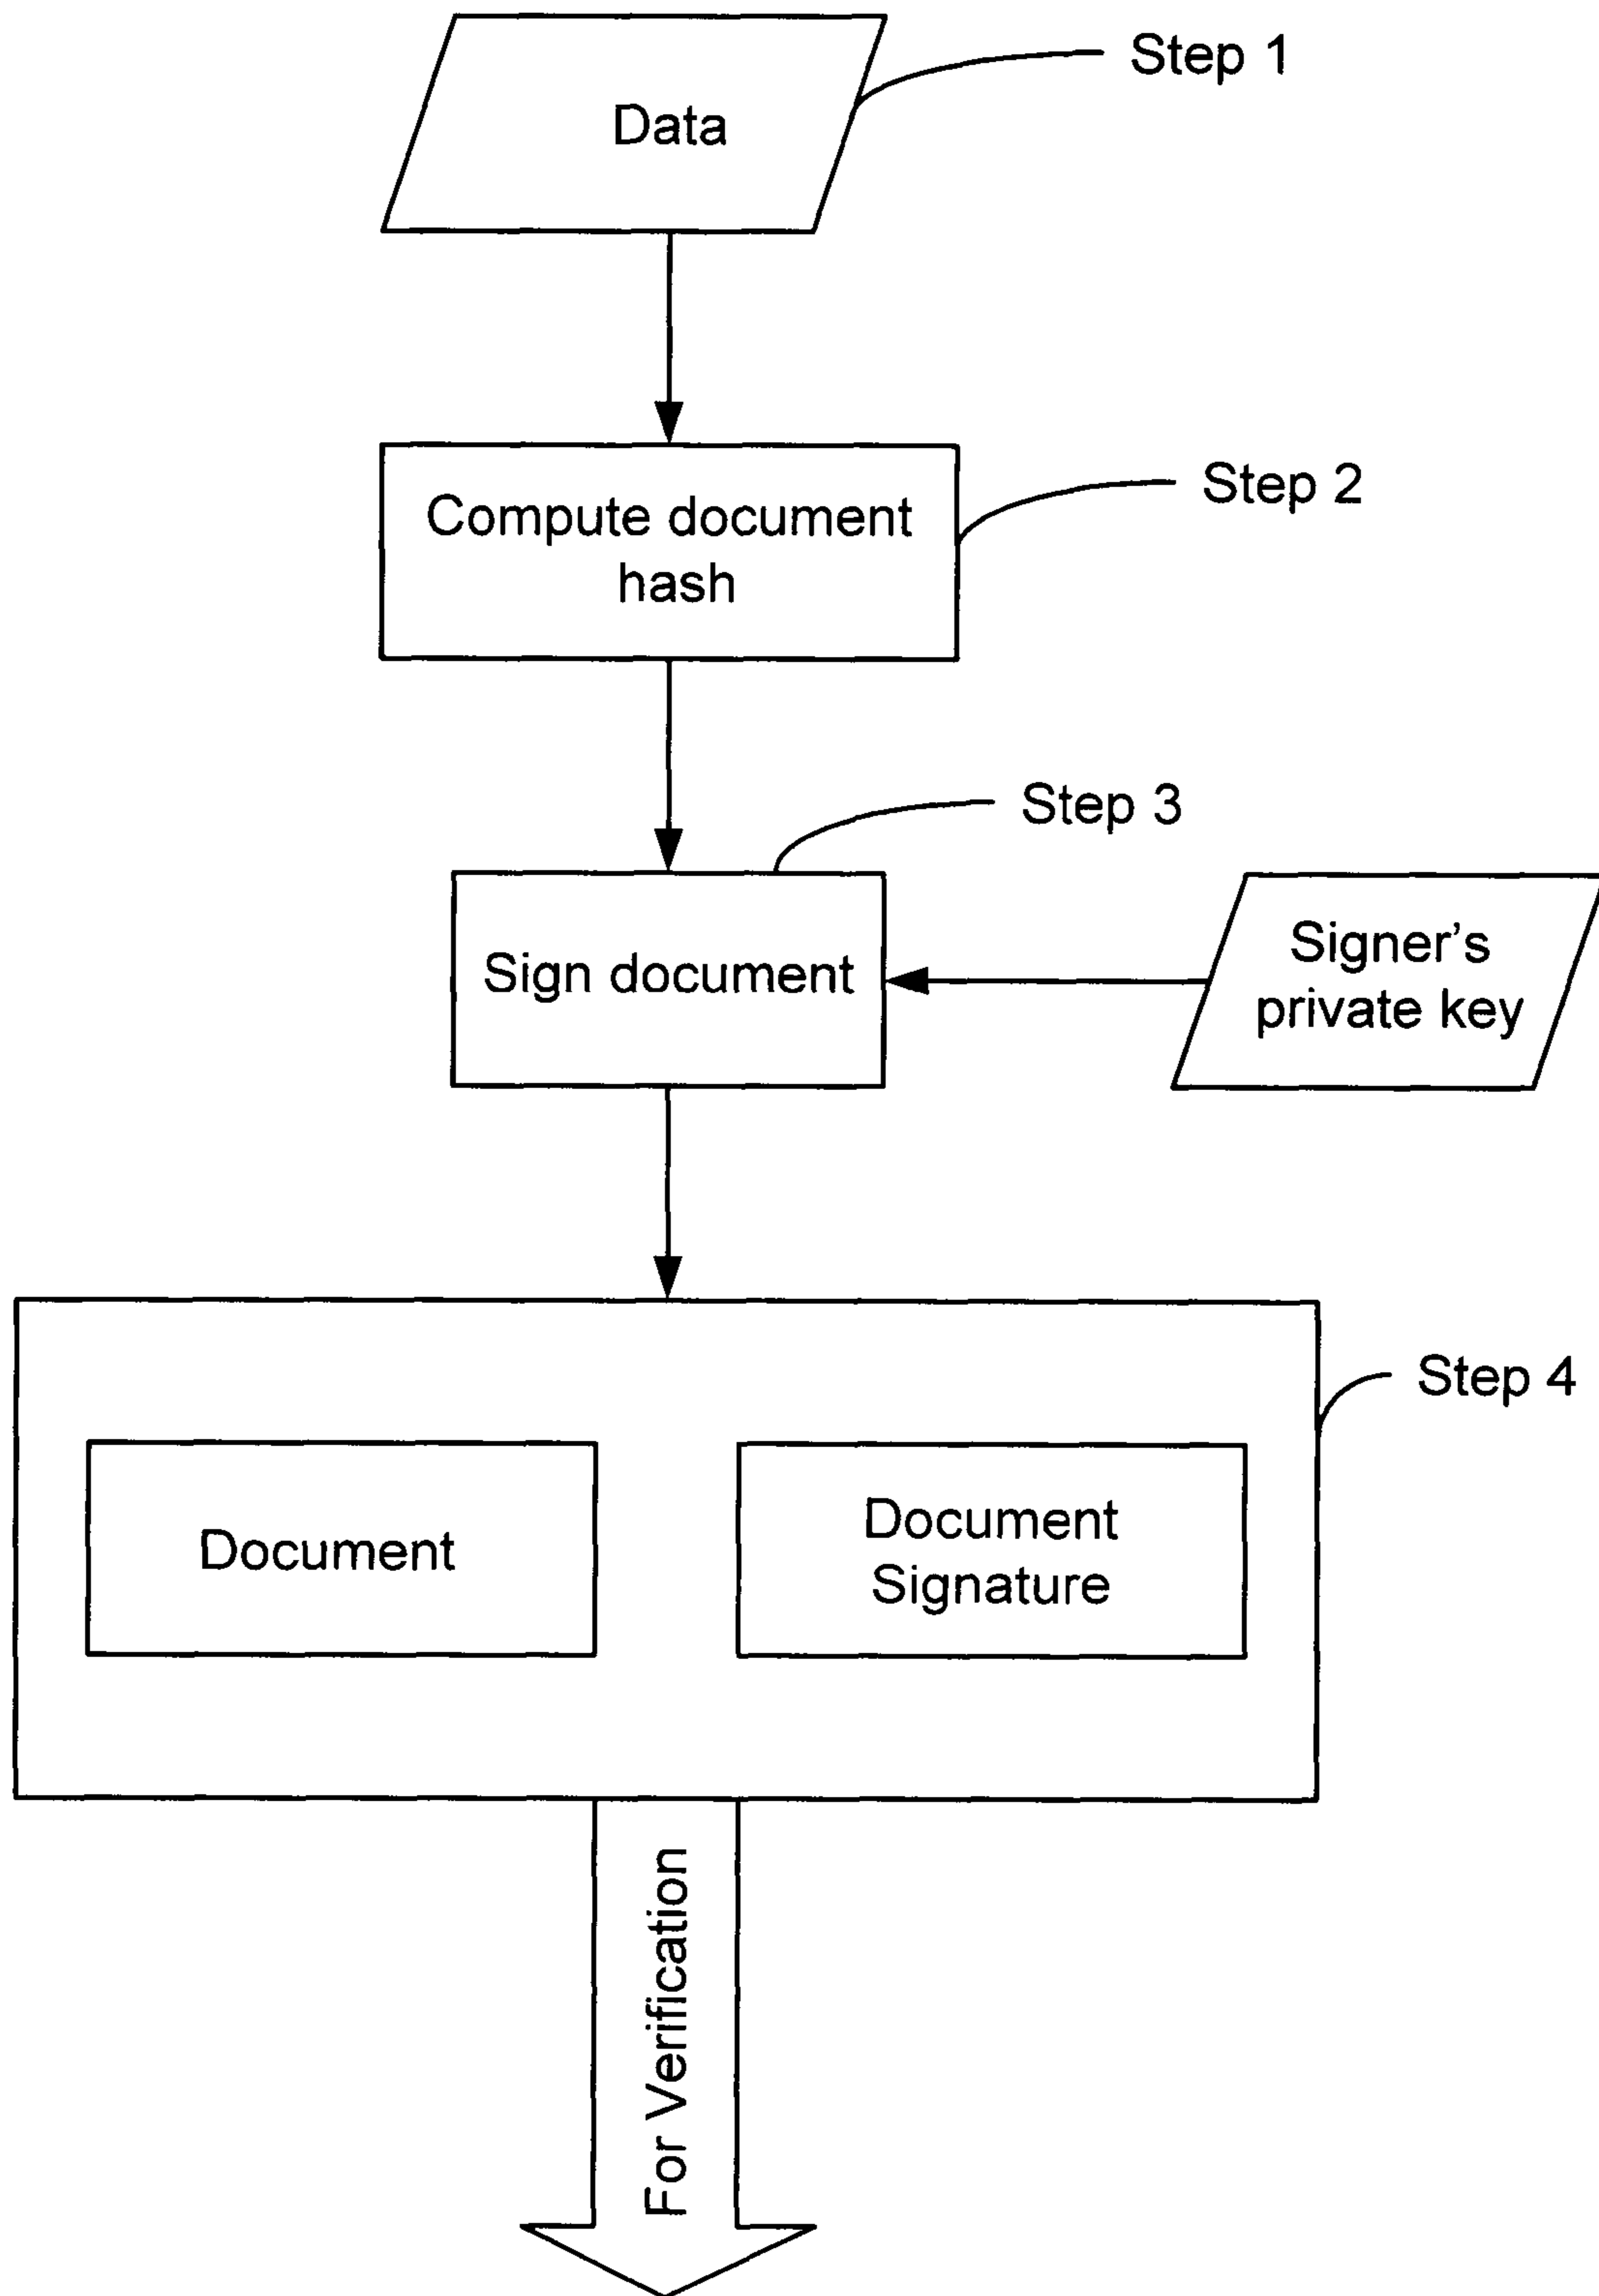 Step 1
Data
Step 2
Compute document
hash
Step 3
Sign document
Signer's
private key
Step 4
Document
Document
Signature
For Verification